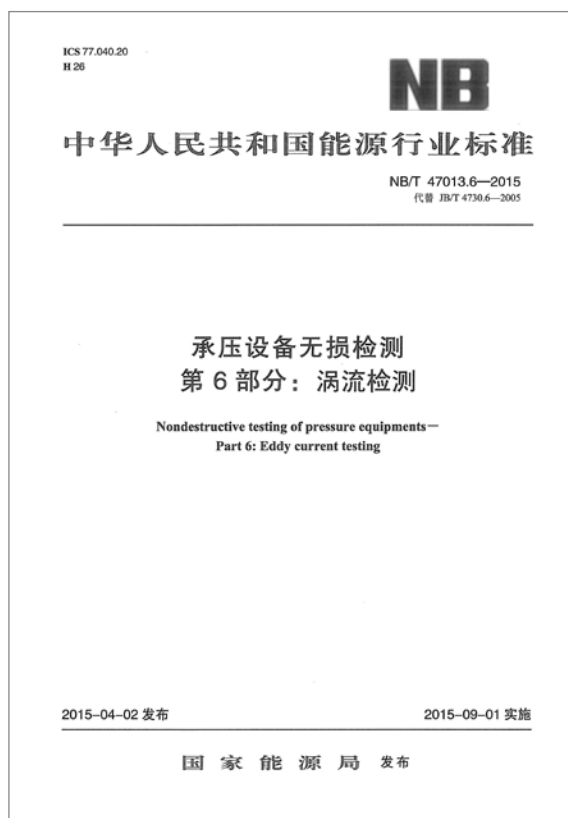 ICS 77.040.20
H 26
NB
中华人民共和国能源行业标准
NB/T 47013.6—2015
代替 JB/T 4730.6—2005
承压设备无损检测
第 6 部分：涡流检测
Nondestructive testing of pressure equipments—
Part 6: Eddy current testing
2015-04-02 发布
2015-09-01 实施
国家能源局 发布